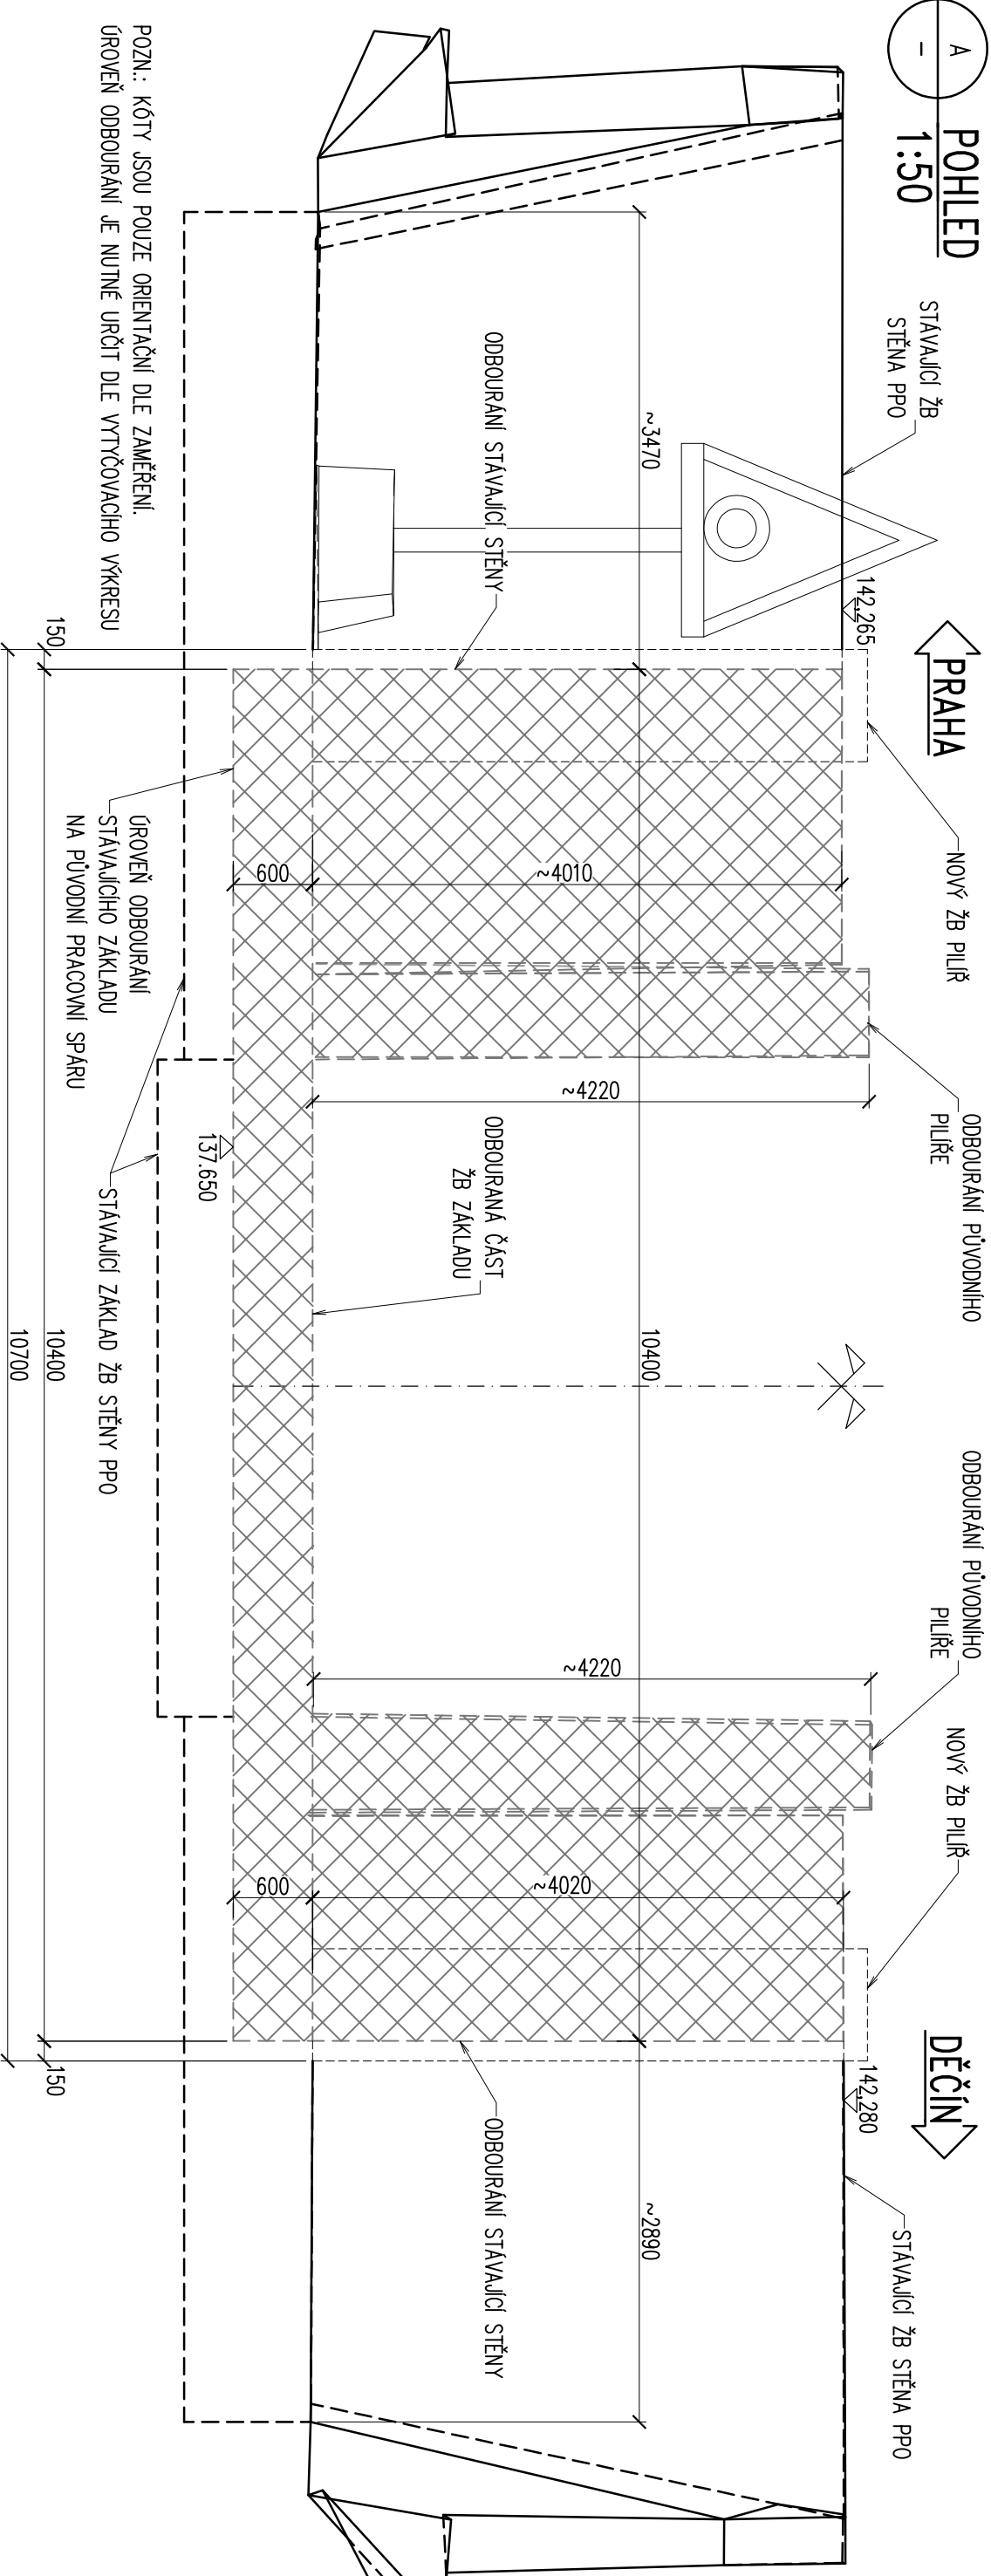 A
-
POHLED
1:50
PRAHA
DĚČÍN
STÁVAJÍCÍ ŽB
STĚNA PPO
142,265
NOVÝ ŽB PILÍŘ
ODBOURÁNÍ PŮVODNÍHO
PILÍŘE
ODBOURÁNÍ PŮVODNÍHO
PILÍŘE
NOVÝ ŽB PILÍŘ
142,280
STÁVAJÍCÍ ŽB STĚNA PPO
~3470
10400
~2890
~4010
~4220
~4220
~4020
600
600
ODBOURÁNÍ STÁVAJÍCÍ STĚNY
ODBOURANÁ ČÁST
ŽB ZÁKLADU
ODBOURÁNÍ STÁVAJÍCÍ STĚNY
137.650
ÚROVEŇ ODBOURÁNÍ
STÁVAJÍCÍHO ZÁKLADU
NA PŮVODNÍ PRACOVNÍ SPÁRU
STÁVAJÍCÍ ZÁKLAD ŽB STĚNY PPO
POZN.: KÓTY JSOU POUZE ORIENTAČNÍ DLE ZAMĚŘENÍ.
ÚROVEŇ ODBOURÁNÍ JE NUTNÉ URČIT DLE VYTYČOVACÍHO VÝKRESU
150
10400
150
10700